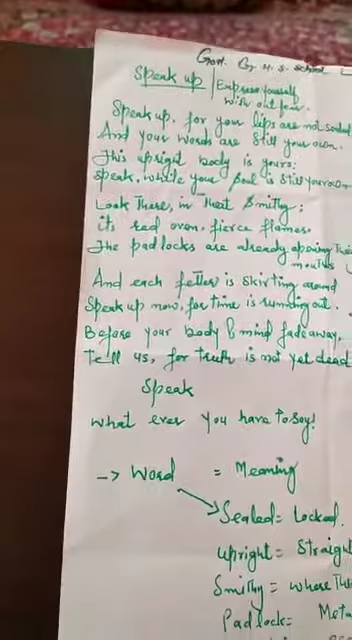 Govt. G. H. S. School
Speak up | Express yourself
with out fear.
Speak up, for your lips are not sealed
And your words are still your own.
This upright body is yours:
Speak, while your soul is still your own
Look There, in That Smithy:
its red oven, fierce flames.
The padlocks are already opening their
mouths
And each fetter is skirting around
Speak up now, for time is running out.
Before your body & mind fade away,
tell us, for truth is not yet dead
Speak
What ever you have to say!
-> Word = Meaning
Sealed = Locked.
Upright = Straight
Smithy = where Th
Padlock = Meta